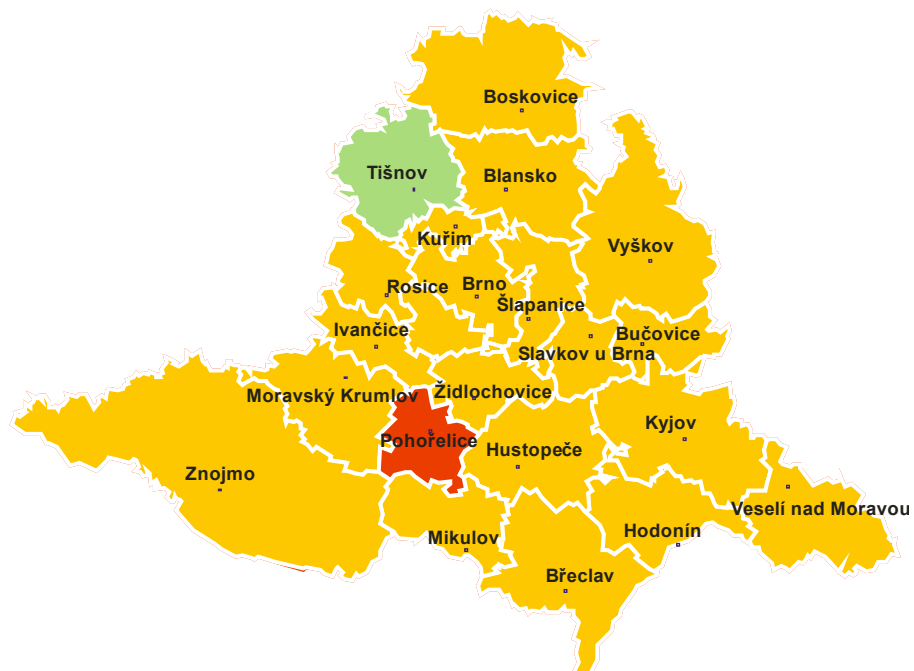 Boskovice
Tišnov
Blansko
Kuřim
Vyškov
Rosice
Brno
Šlapanice
Ivančice
Bučovice
Slavkov u Brna
Moravský Krumlov
Židlochovice
Pohořelice
Kyjov
Hustopeče
Znojmo
Veselí nad Moravou
Mikulov
Hodonín
Břeclav